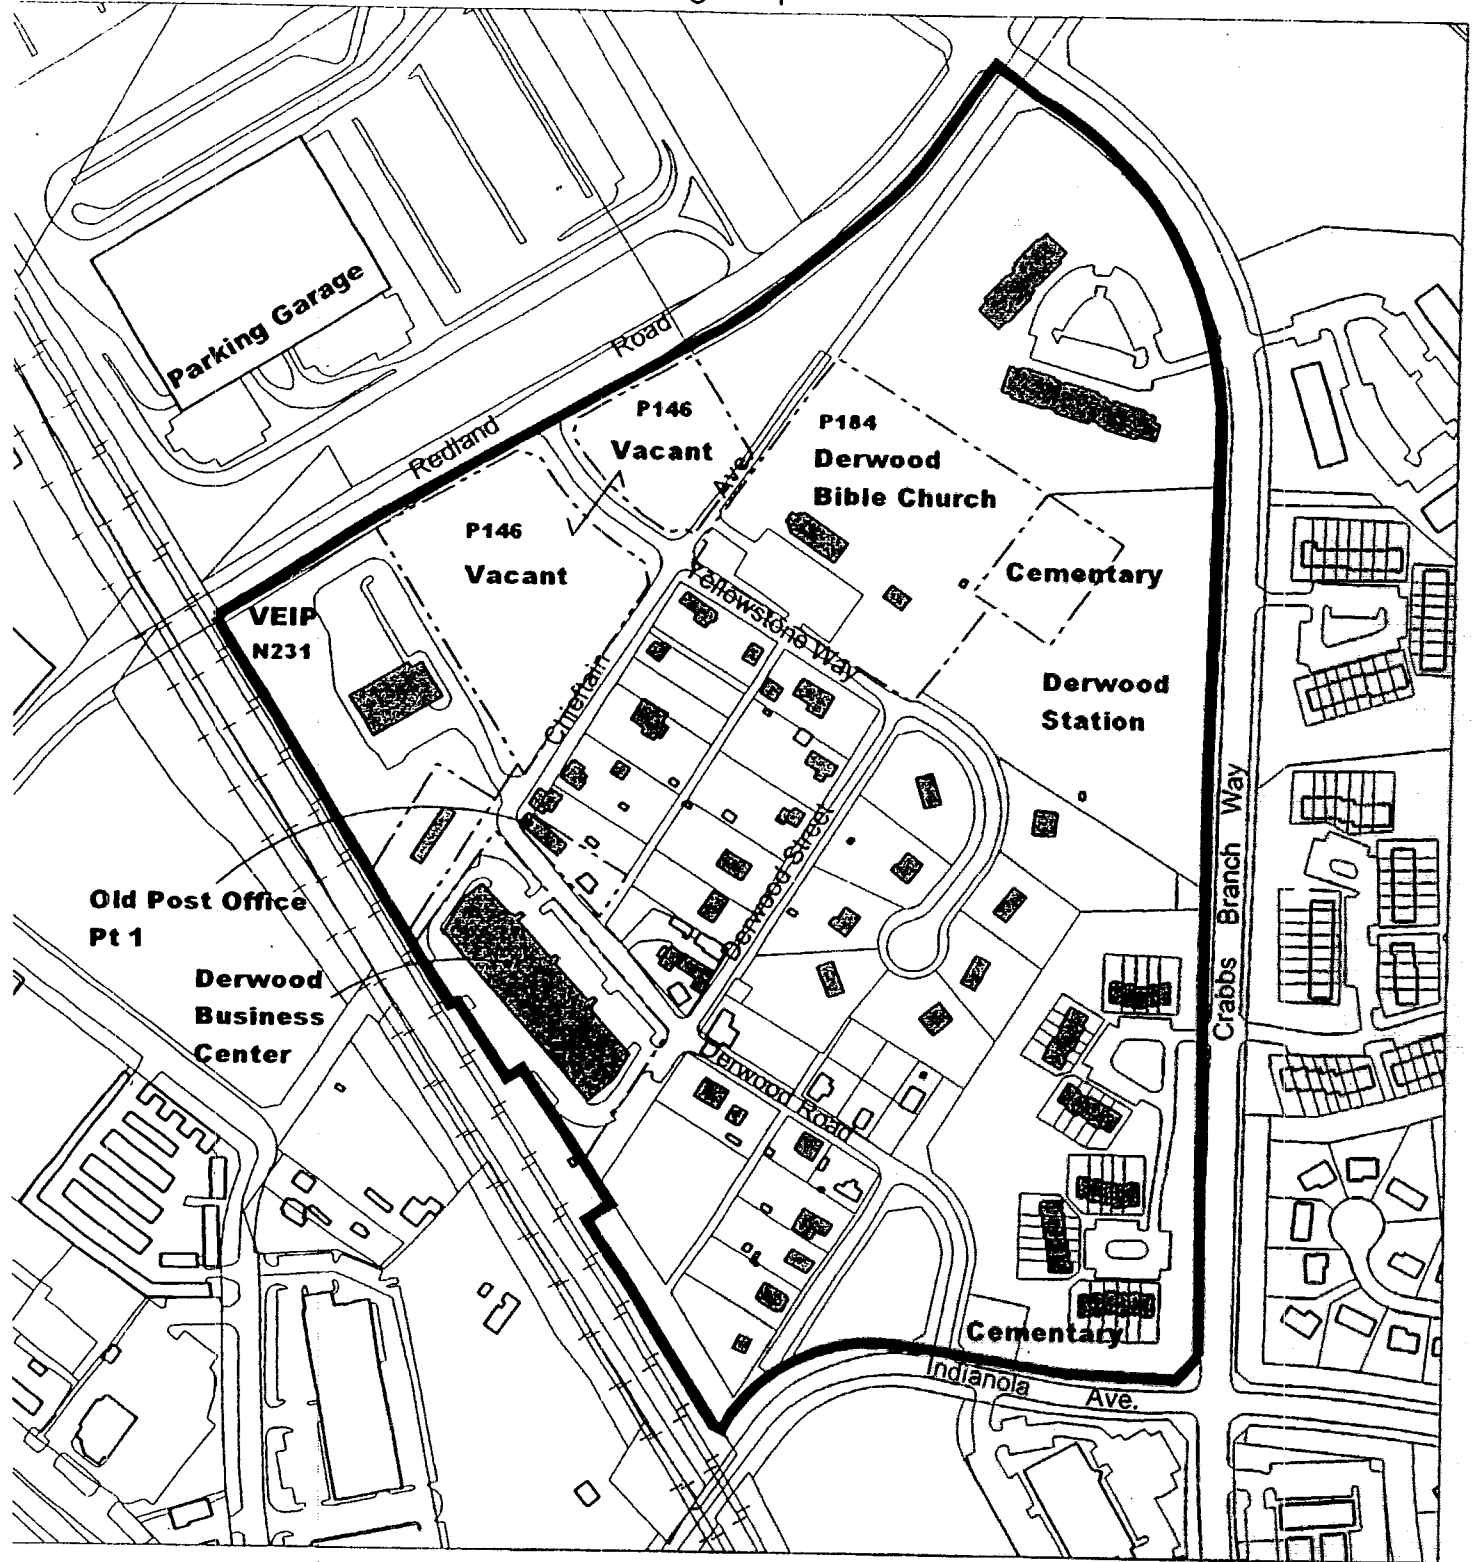 Parking Garage
Road
Redland
P146
Vacant
Ave.
P184
Derwood
Bible Church
P146
Vacant
Cementary
Yellowstone Way
VEIP
N231
Chieftain
Derwood
Station
Derwood Street
Crabbs Branch Way
Old Post Office
Pt 1
Derwood
Business
Center
Derwood Road
Cementary
Indianola Ave.